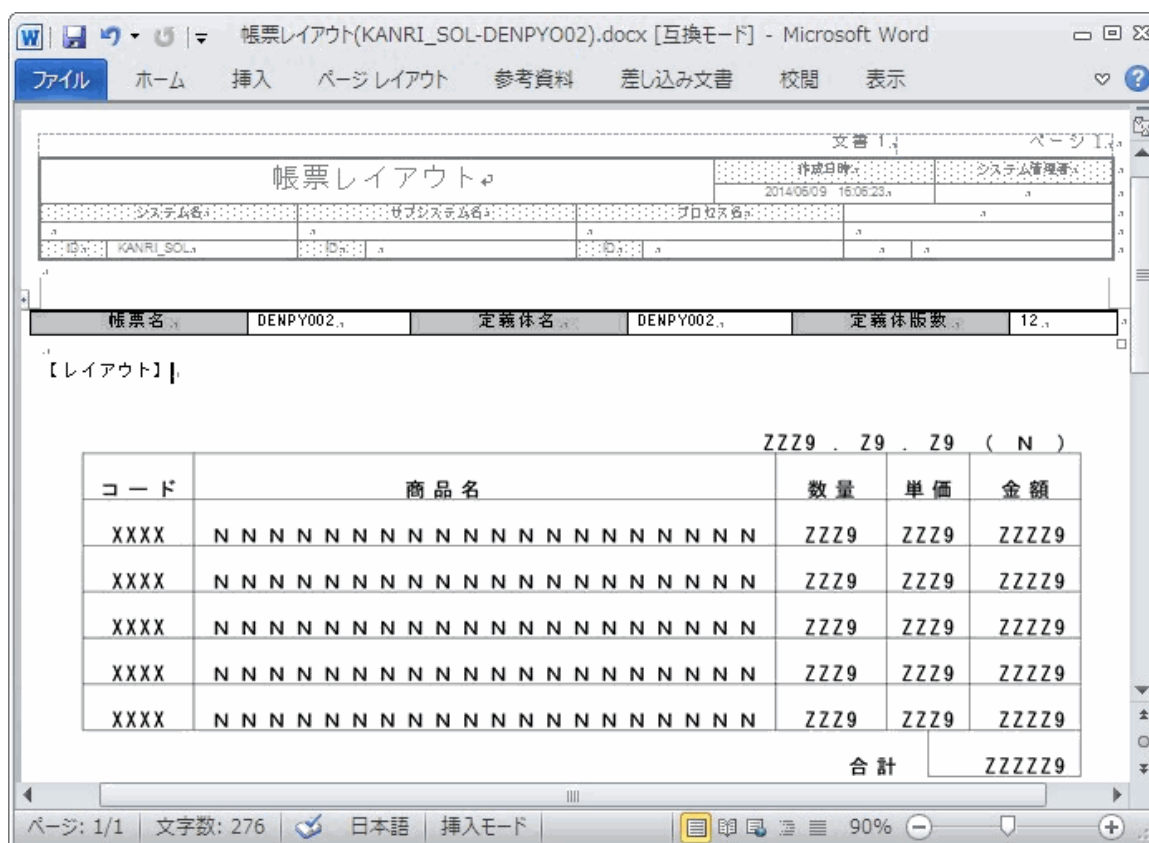 帳票レイアウト(KANRI_SOL-DENPYO02).docx [互換モード] - Microsoft Word
ファイル ホーム 挿入 ページ レイアウト 参考資料 差し込み文書 校閲 表示
文書 1 ページ 1
帳票レイアウト 作成日時 システム管理者
2014/06/09 16:06:23
システム名 サブシステム名 プロセス名
ID KANRI_SOL ID ID
帳票名 DENPYO02 定義体名 DENPYO02 定義体版数 12
【レイアウト】
ZZZ9 . Z9 . Z9 ( N )
コード 商品名 数量 単価 金額
XXXX N N N N N N N N N N N N N N N N N N N N ZZZ9 ZZZ9 ZZZZ9
XXXX N N N N N N N N N N N N N N N N N N N N ZZZ9 ZZZ9 ZZZZ9
XXXX N N N N N N N N N N N N N N N N N N N N ZZZ9 ZZZ9 ZZZZ9
XXXX N N N N N N N N N N N N N N N N N N N N ZZZ9 ZZZ9 ZZZZ9
XXXX N N N N N N N N N N N N N N N N N N N N ZZZ9 ZZZ9 ZZZZ9
合計 ZZZZZ9
ページ: 1/1 文字数: 276 日本語 挿入モード 90%